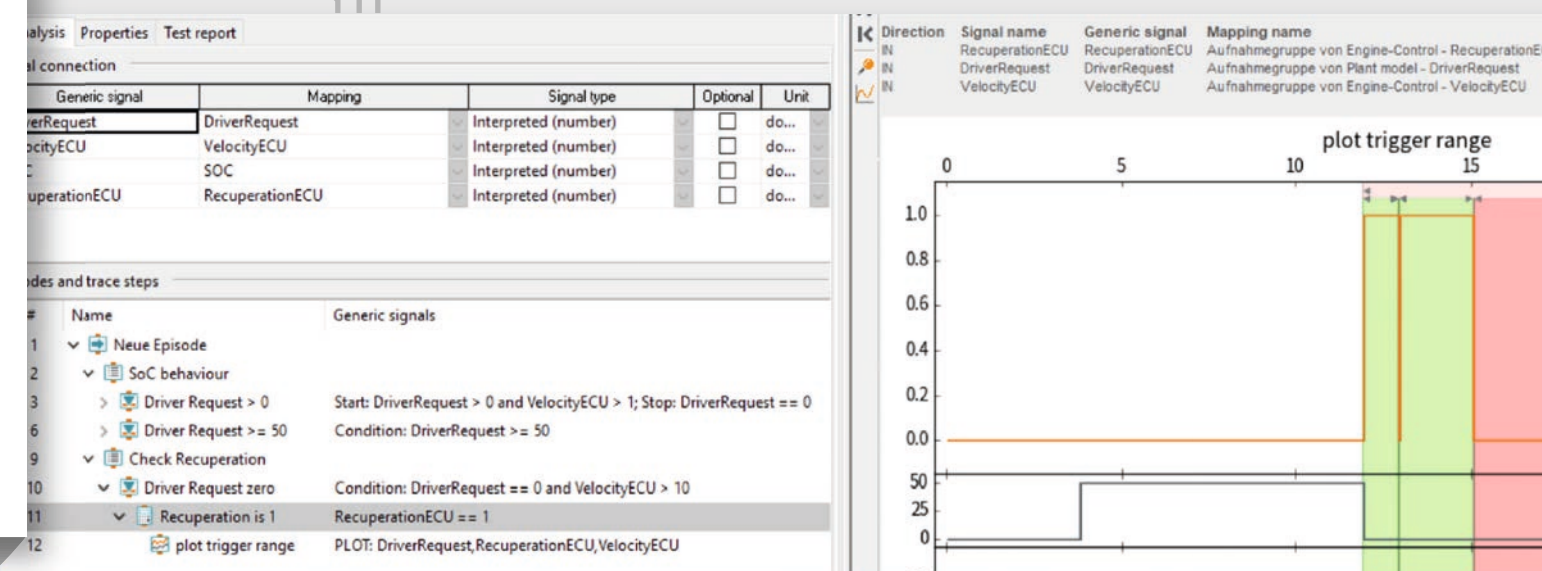 alysis Properties Test report
al connection
Generic signal Mapping Signal type Optional Unit
erRequest DriverRequest Interpreted (number) do...
ocityECU VelocityECU Interpreted (number) do...
SOC Interpreted (number) do...
uperationECU RecuperationECU Interpreted (number) do...
odes and trace steps
# Name Generic signals
1 Neue Episode
2 SoC behaviour
3 Driver Request > 0 Start: DriverRequest > 0 and VelocityECU > 1; Stop: DriverRequest == 0
6 Driver Request >= 50 Condition: DriverRequest >= 50
9 Check Recuperation
10 Driver Request zero Condition: DriverRequest == 0 and VelocityECU > 10
11 Recuperation is 1 RecuperationECU == 1
12 plot trigger range PLOT: DriverRequest,RecuperationECU,VelocityECU
Direction Signal name Generic signal Mapping name
IN RecuperationECU RecuperationECU Aufnahmegruppe von Engine-Control - RecuperationE
IN DriverRequest DriverRequest Aufnahmegruppe von Plant model - DriverRequest
IN VelocityECU VelocityECU Aufnahmegruppe von Engine-Control - VelocityECU
plot trigger range
0 5 10 15
1.0
0.8
0.6
0.4
0.2
0.0
50
25
0